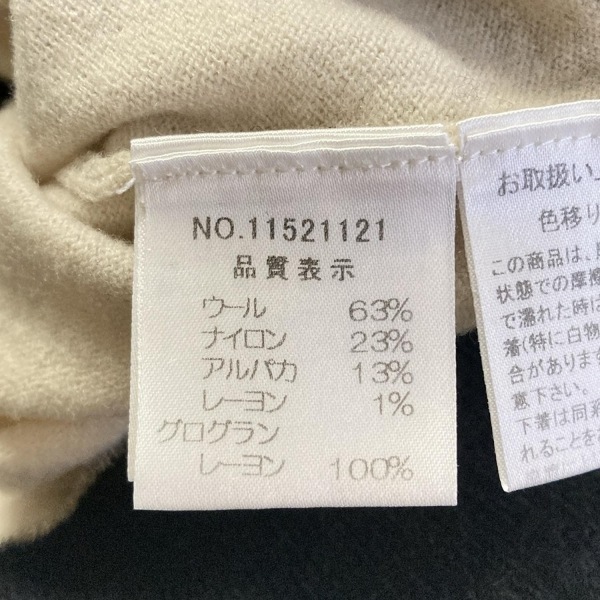 NO.11521121
品質表示
ウール 63%
ナイロン 23%
アルパカ 13%
レーヨン 1%
グログラン
レーヨン 100%
お取扱い
色移り
この商品は、
状態での摩擦
で濡れた時は
着(特に白物
合があります
意下さい。
下着は同系
れることを